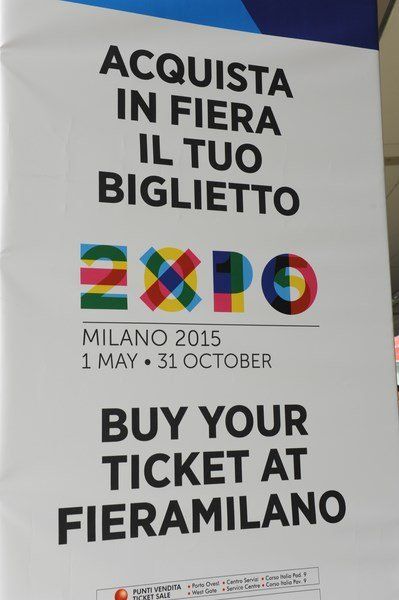 ACQUISTA
IN FIERA
IL TUO
BIGLIETTO
EXPO
MILANO 2015
1 MAY • 31 OCTOBER
BUY YOUR
TICKET AT
FIERAMILANO
PUNTI VENDITA • Porta Ovest • Centro Servizi • Corso Italia Pad. 9
TICKET SALE • West Gate • Service Centre • Corso Italia Pav. 9